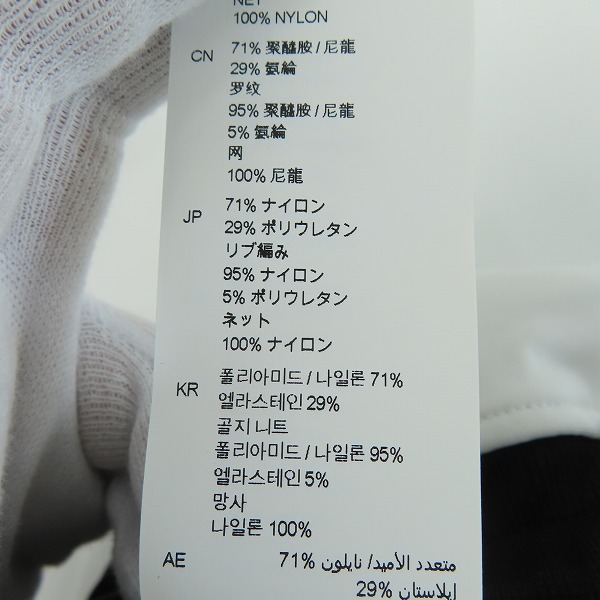 NET
100% NYLON
CN 71% 聚醯胺 / 尼龍
29% 氨綸
罗纹
95% 聚醯胺 / 尼龍
5% 氨綸
网
100% 尼龍
JP 71% ナイロン
29% ポリウレタン
リブ編み
95% ナイロン
5% ポリウレタン
ネット
100% ナイロン
KR 폴리아미드 / 나일론 71%
엘라스테인 29%
골지 니트
폴리아미드 / 나일론 95%
엘라스테인 5%
망사
나일론 100%
AE متعدد الأميد/ نايلون 71%
إيلاستان 29%